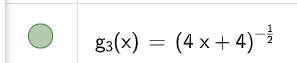 g₃(x) = (4 x + 4)^(-1/2)